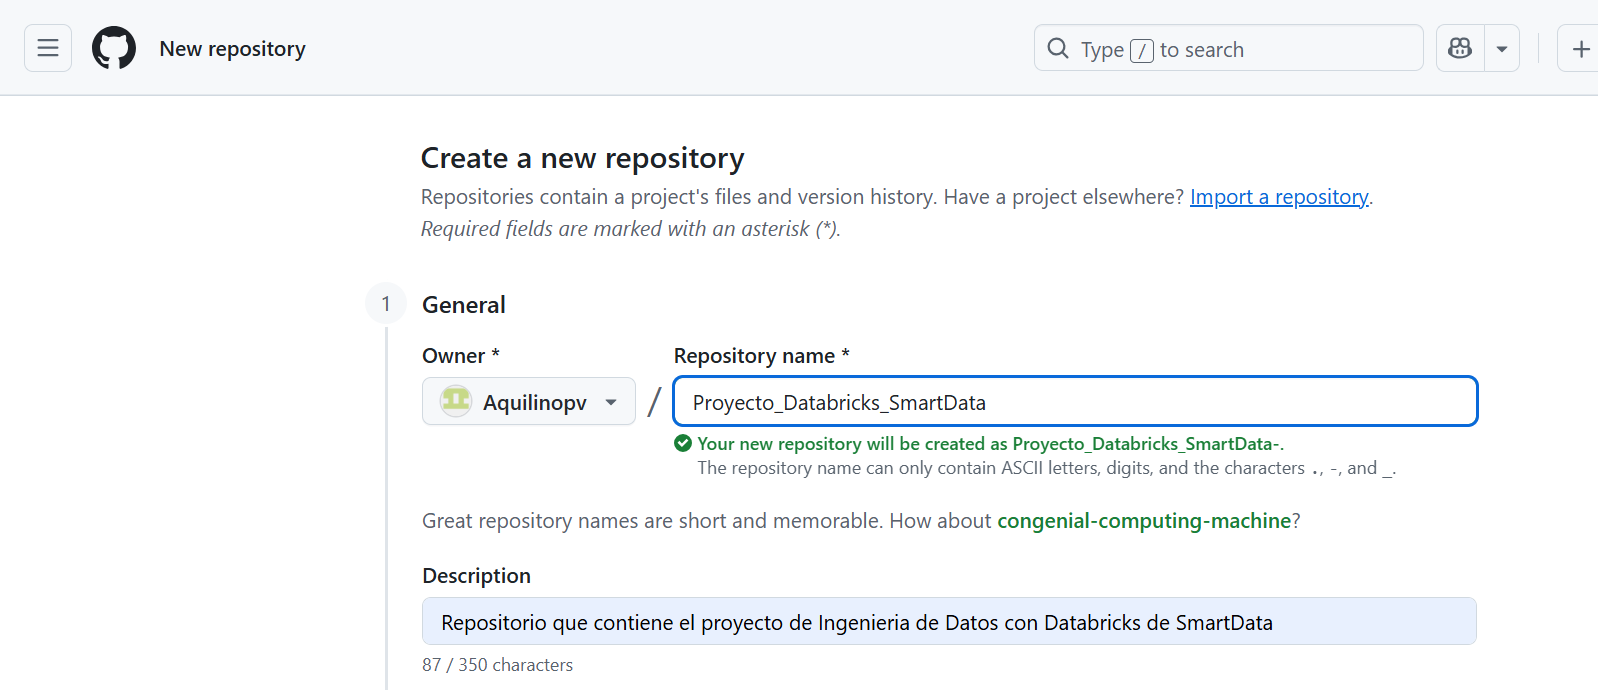 New repository
Type / to search
Create a new repository
Repositories contain a project's files and version history. Have a project elsewhere? Import a repository.
Required fields are marked with an asterisk (*).
1 General
Owner * Repository name *
Aquilinopv / Proyecto_Databricks_SmartData
Your new repository will be created as Proyecto_Databricks_SmartData-.
The repository name can only contain ASCII letters, digits, and the characters ., -, and _.
Great repository names are short and memorable. How about congenial-computing-machine?
Description
Repositorio que contiene el proyecto de Ingenieria de Datos con Databricks de SmartData
87 / 350 characters